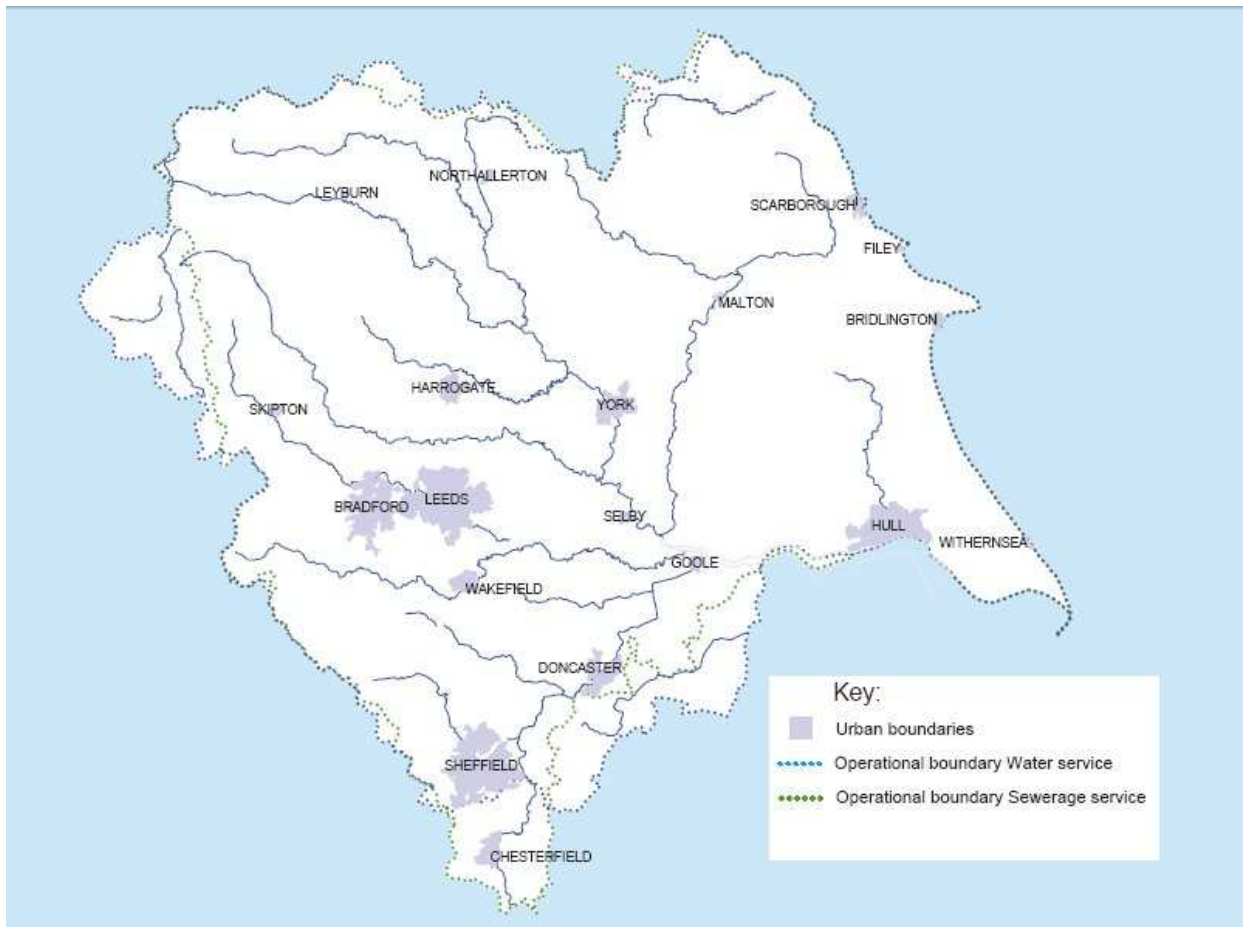 NORTHALLERTON
LEYBURN
SCARBOROUGH
FILEY
MALTON
BRIDLINGTON
HARROGATE
SKIPTON
YORK
BRADFORD
LEEDS
SELBY
HULL
WITHERNSEA
GOOLE
WAKEFIELD
DONCASTER
SHEFFIELD
CHESTERFIELD
Key:
Urban boundaries
Operational boundary Water service
Operational boundary Sewerage service